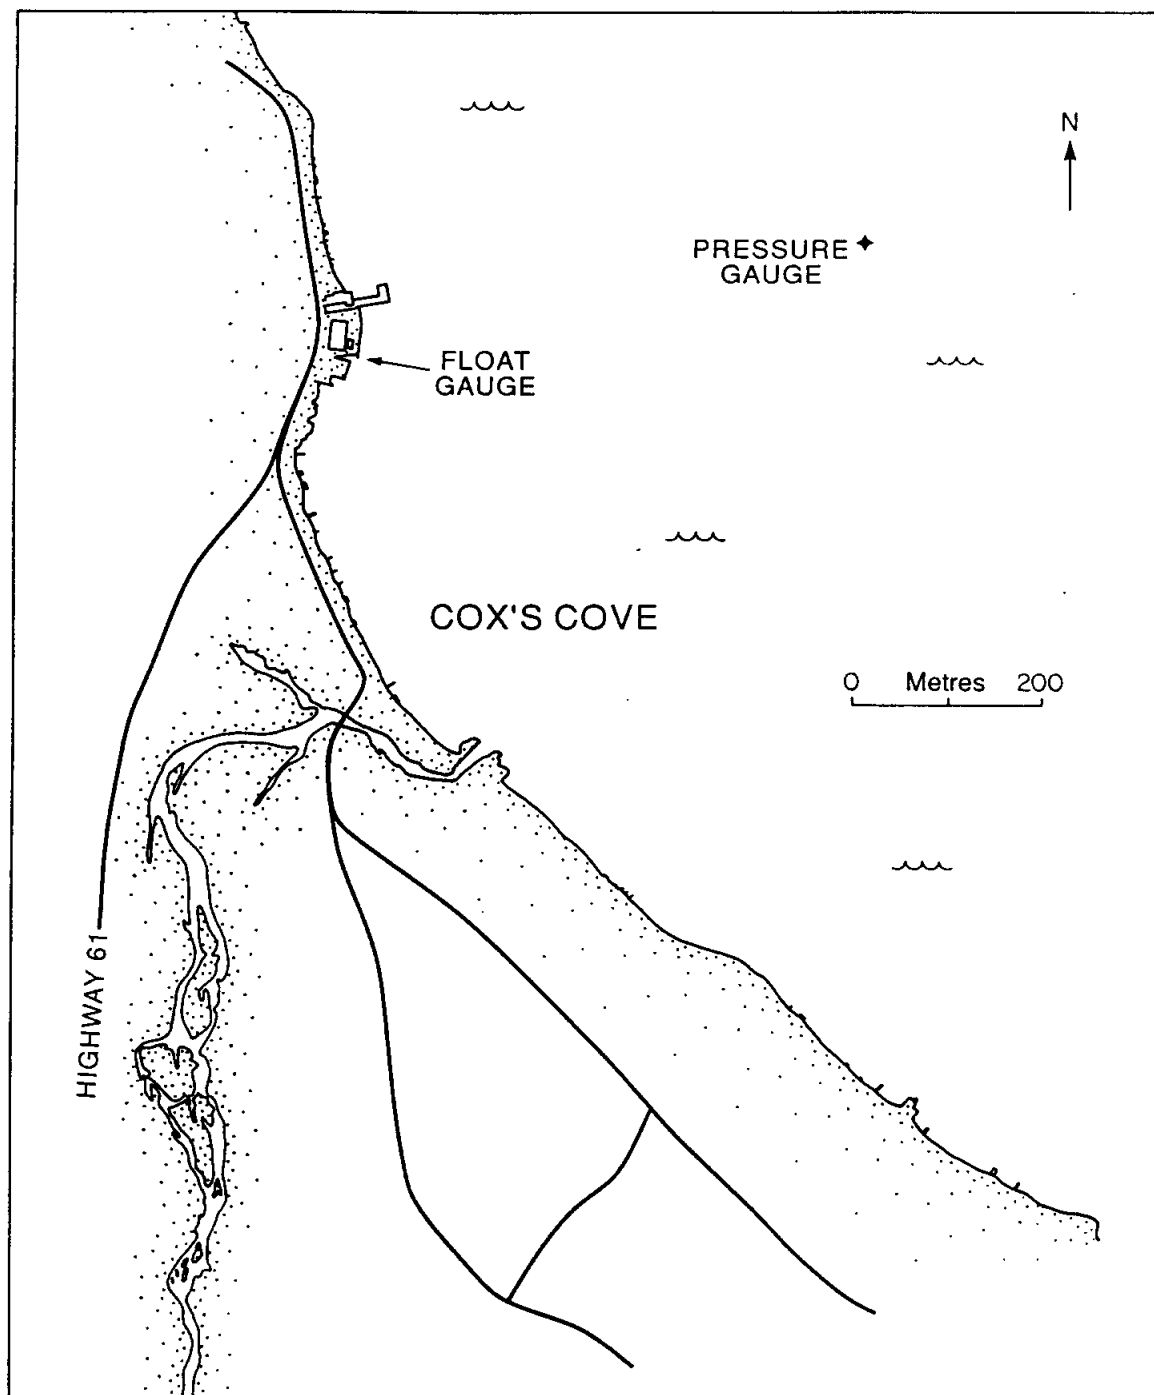 N
PRESSURE
GAUGE
FLOAT
GAUGE
COX'S COVE
0 Metres 200
HIGHWAY 61